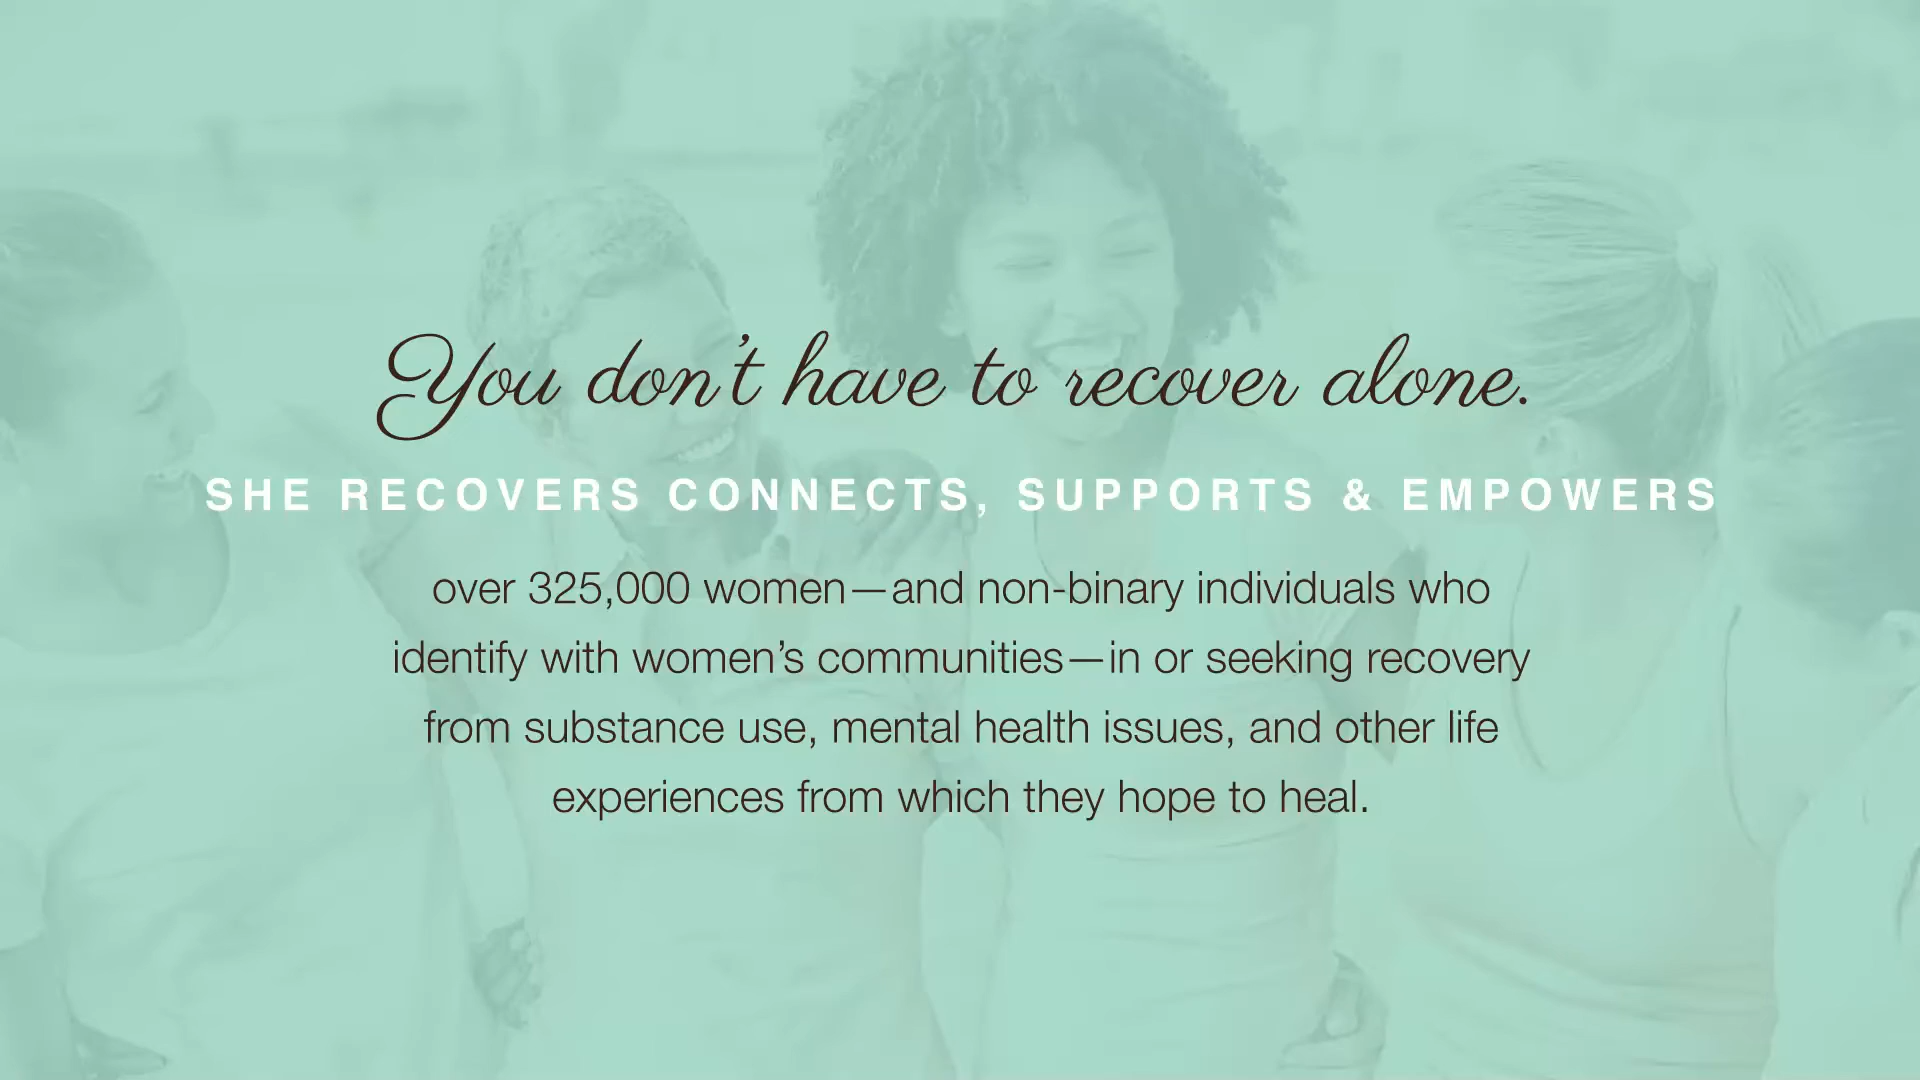 You don't have to recover alone.
SHE RECOVERS CONNECTS, SUPPORTS & EMPOWERS
over 325,000 women—and non-binary individuals who
identify with women's communities—in or seeking recovery
from substance use, mental health issues, and other life
experiences from which they hope to heal.